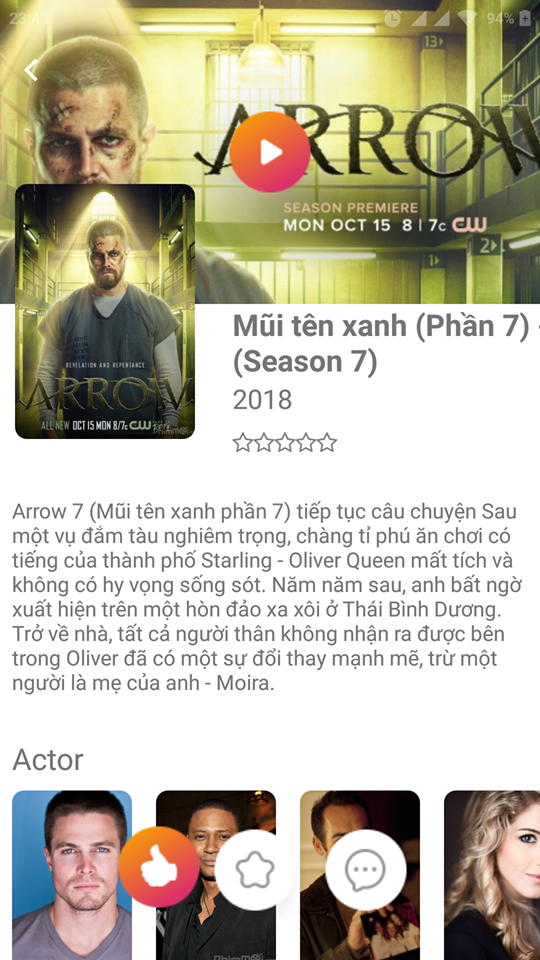 23:41
94%
13
ARROW
SEASON PREMIERE
MON OCT 15 8 | 7c CW
2
1
REVELATION AND REPENTANCE
ARROW
ALL NEW OCT 15 MON 8/7c CW
Mũi tên xanh (Phần 7) -
(Season 7)
2018
Arrow 7 (Mũi tên xanh phần 7) tiếp tục câu chuyện Sau
một vụ đắm tàu nghiêm trọng, chàng tỉ phú ăn chơi có
tiếng của thành phố Starling - Oliver Queen mất tích và
không có hy vọng sống sót. Năm năm sau, anh bất ngờ
xuất hiện trên một hòn đảo xa xôi ở Thái Bình Dương.
Trở về nhà, tất cả người thân không nhận ra được bên
trong Oliver đã có một sự đổi thay mạnh mẽ, trừ một
người là mẹ của anh - Moira.
Actor